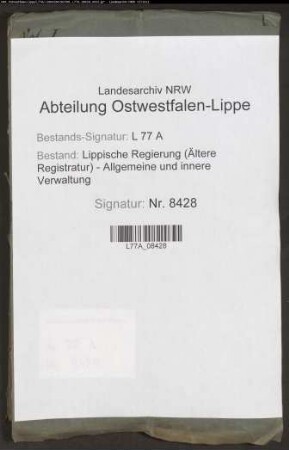 Landesarchiv NRW
Abteilung Ostwestfalen-Lippe
Bestands-Signatur: L 77 A
Bestand: Lippische Regierung (Ältere
Registratur) - Allgemeine und innere
Verwaltung
Signatur: Nr. 8428
L77A_08428